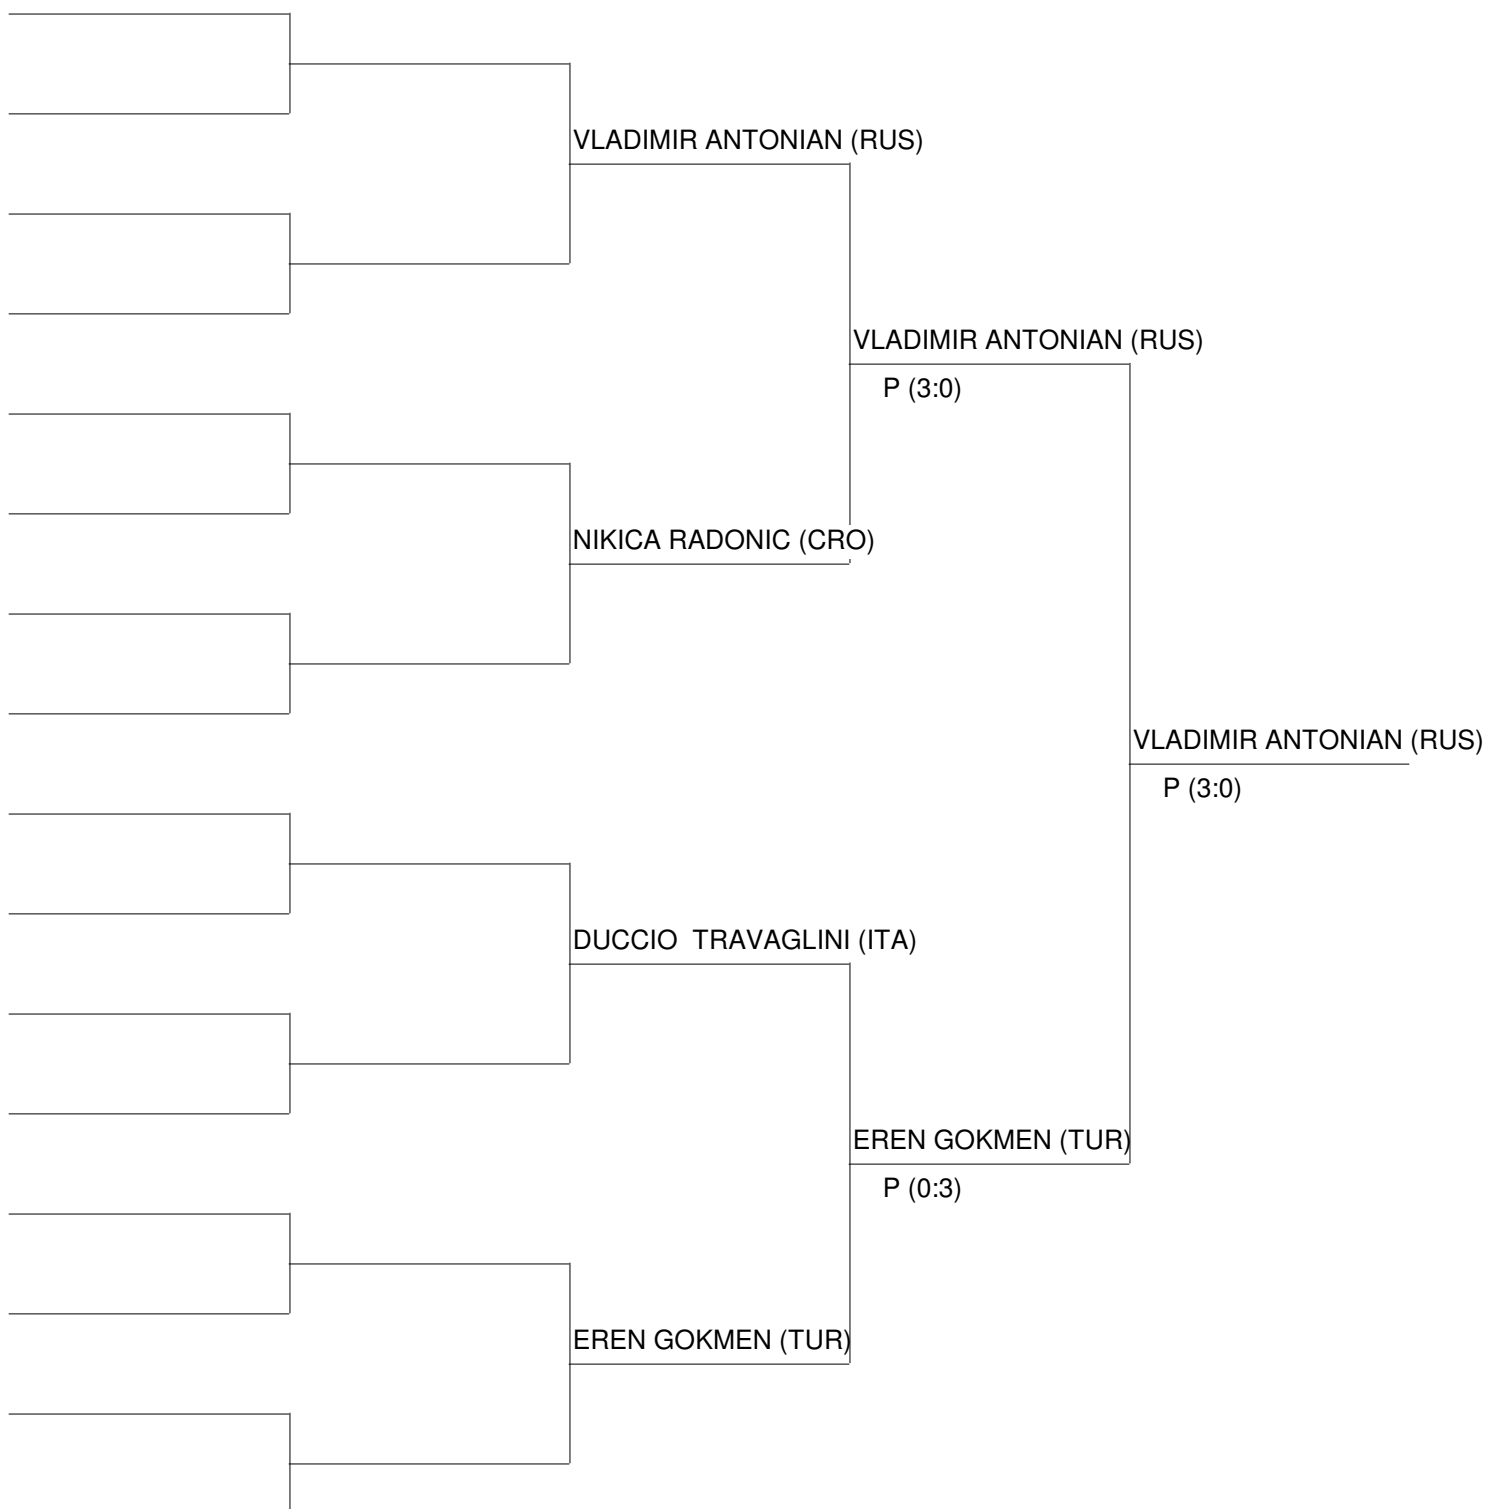 VLADIMIR ANTONIAN (RUS)
VLADIMIR ANTONIAN (RUS)
P (3:0)
NIKICA RADONIC (CRO)
VLADIMIR ANTONIAN (RUS)
P (3:0)
DUCCIO  TRAVAGLINI (ITA)
EREN GOKMEN (TUR)
P (0:3)
EREN GOKMEN (TUR)